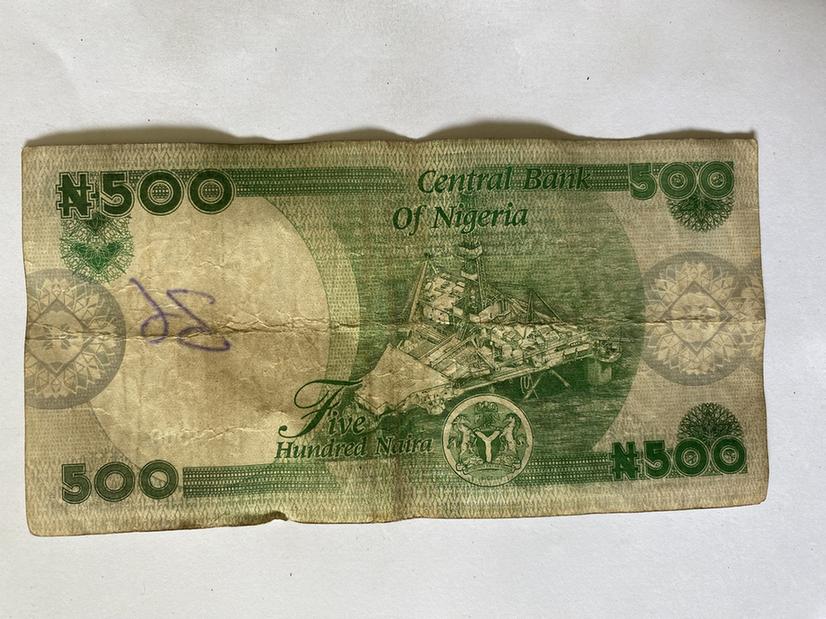 ₦500
Central Bank
Of Nigeria
500
Five
Hundred Naira
500
₦500